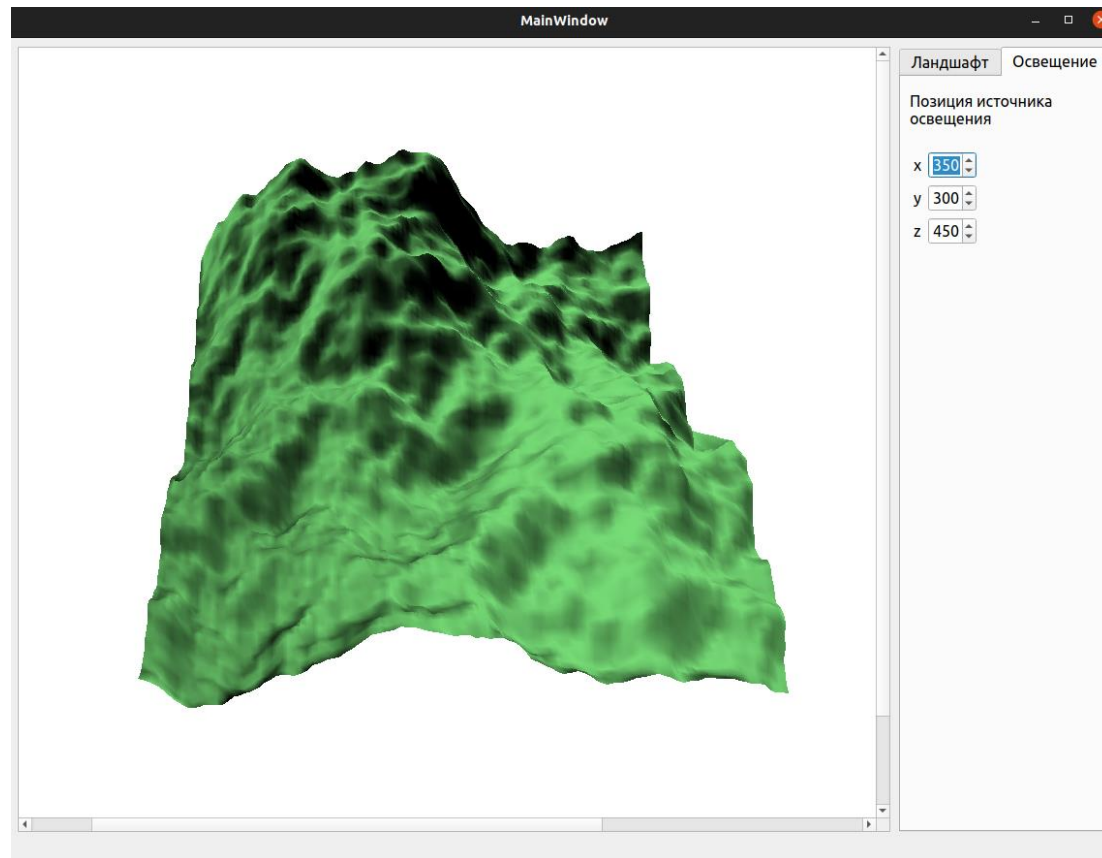 MainWindow
Ландшафт
Освещение
Позиция источника
освещения
x 350
y 300
z 450